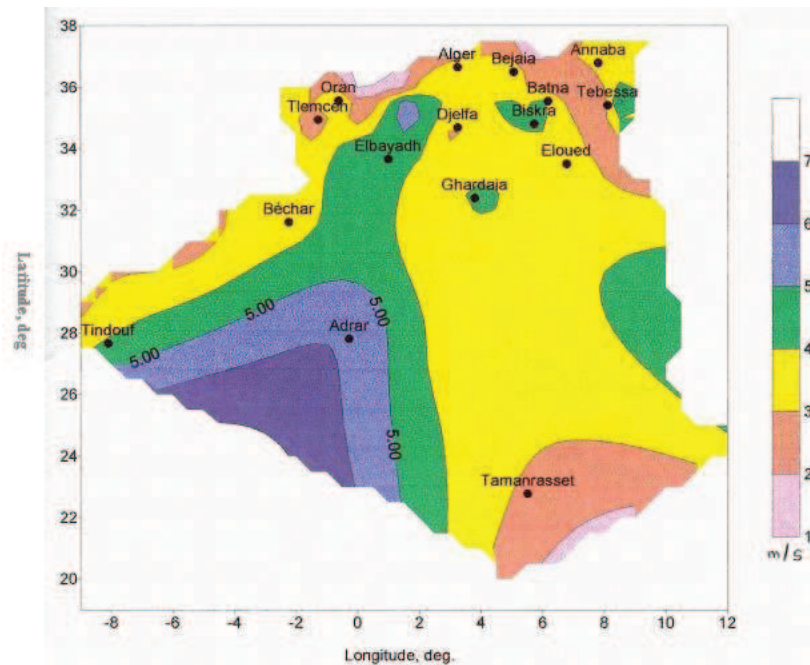 38
36
34
32
30
28
26
24
22
20
Latitude, deg
Alger
Bejaia
Annaba
Oran
Batna
Tebessa
Tlemcen
Djelfa
Biskra
Elbayadh
Eloued
Ghardaja
Béchar
5.00
5.00
Tindouf
5.00
Adrar
5.00
Tamanrasset
-8 -6 -4 -2 0 2 4 6 8 10 12
Longitude, deg.
7
6
5
4
3
2
1
m/s